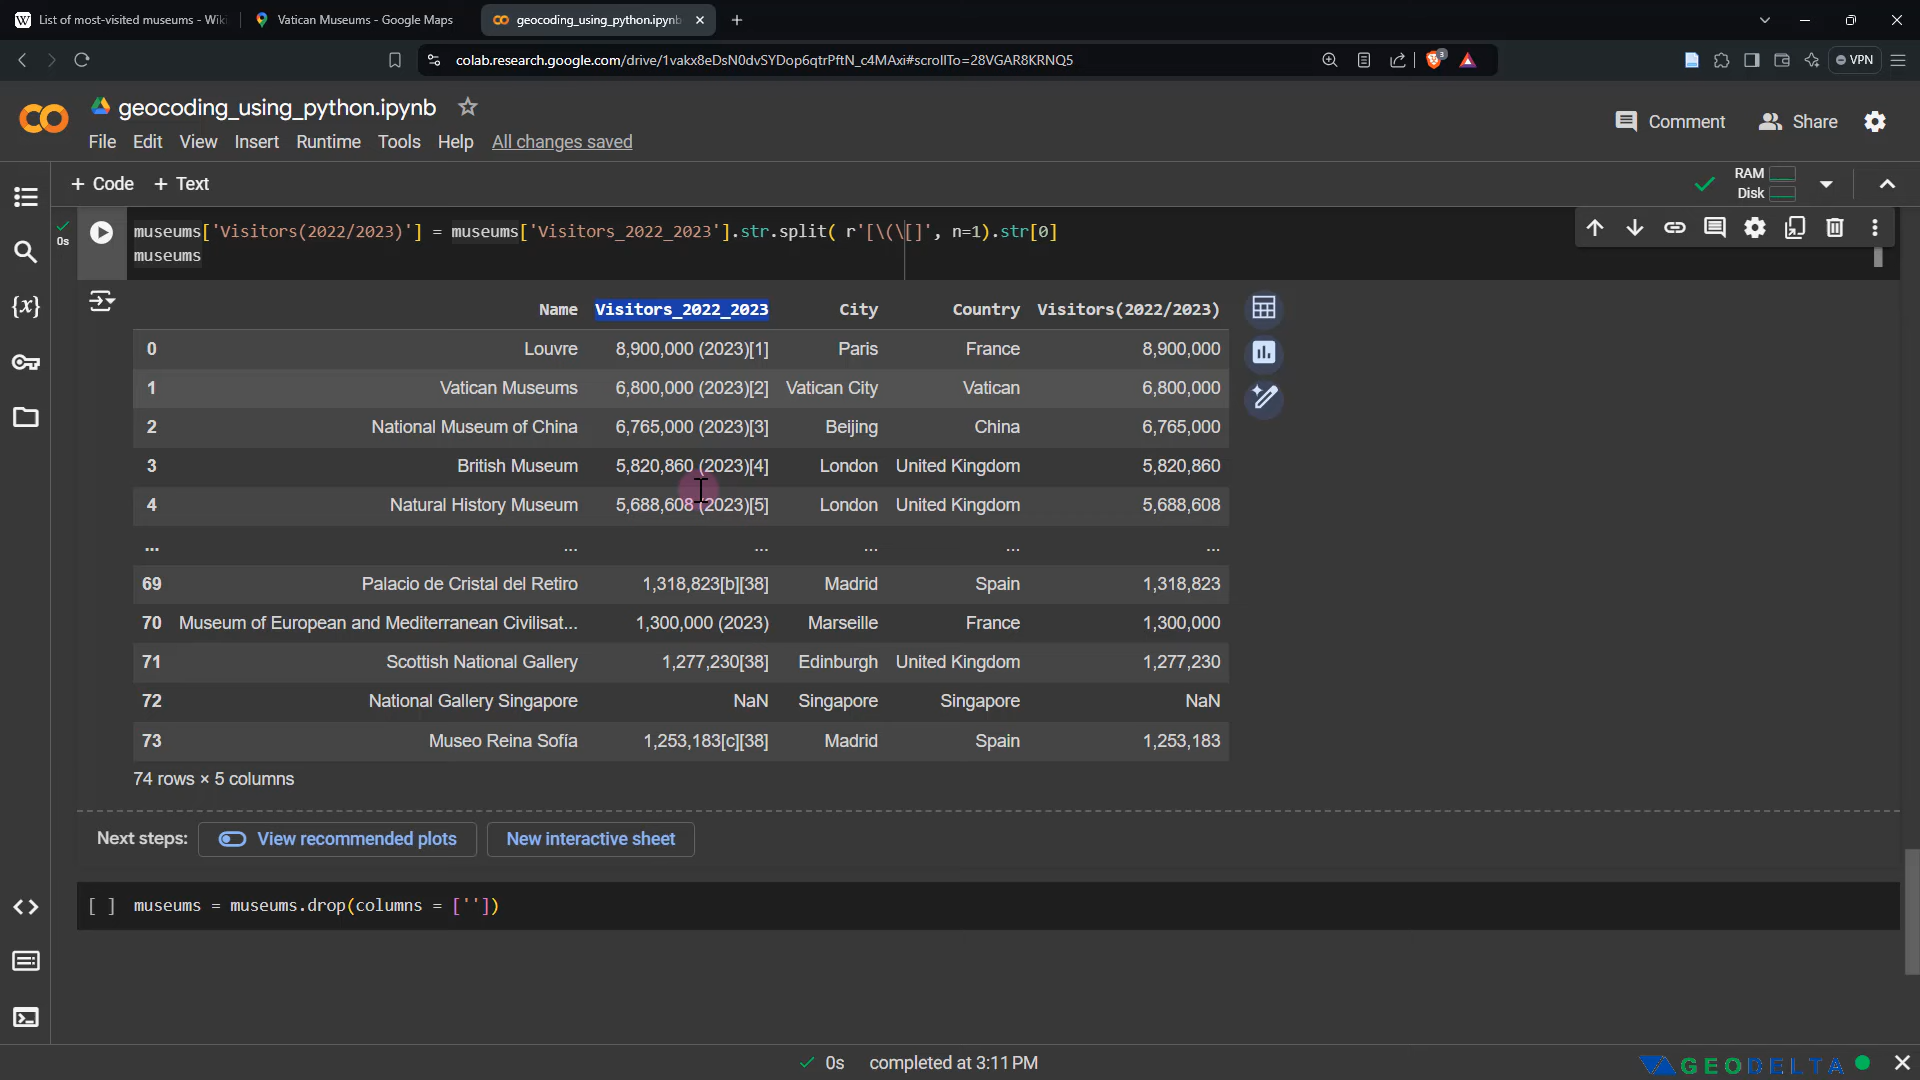 List of most-visited museums - Wiki
Vatican Museums - Google Maps
geocoding_using_python.ipynb
colab.research.google.com/drive/1vakx8eDsN0dvSYDop6qtrPftN_c4MAxi#scrollTo=28VGAR8KRNQ5
3
VPN
geocoding_using_python.ipynb
Comment
Share
File Edit View Insert Runtime Tools Help All changes saved
+ Code + Text
RAM
Disk
0s
museums['Visitors(2022/2023)'] = museums['Visitors_2022_2023'].str.split( r'[\(\[]', n=1).str[0]
museums
Name Visitors_2022_2023 City Country Visitors(2022/2023)
0 Louvre 8,900,000 (2023)[1] Paris France 8,900,000
1 Vatican Museums 6,800,000 (2023)[2] Vatican City Vatican 6,800,000
2 National Museum of China 6,765,000 (2023)[3] Beijing China 6,765,000
3 British Museum 5,820,860 (2023)[4] London United Kingdom 5,820,860
4 Natural History Museum 5,688,608 (2023)[5] London United Kingdom 5,688,608
... ... ... ... ... ...
69 Palacio de Cristal del Retiro 1,318,823[b][38] Madrid Spain 1,318,823
70 Museum of European and Mediterranean Civilisat... 1,300,000 (2023) Marseille France 1,300,000
71 Scottish National Gallery 1,277,230[38] Edinburgh United Kingdom 1,277,230
72 National Gallery Singapore NaN Singapore Singapore NaN
73 Museo Reina Sofía 1,253,183[c][38] Madrid Spain 1,253,183
74 rows × 5 columns
Next steps: View recommended plots New interactive sheet
[ ] museums = museums.drop(columns = [''])
0s completed at 3:11 PM
GEODELTA